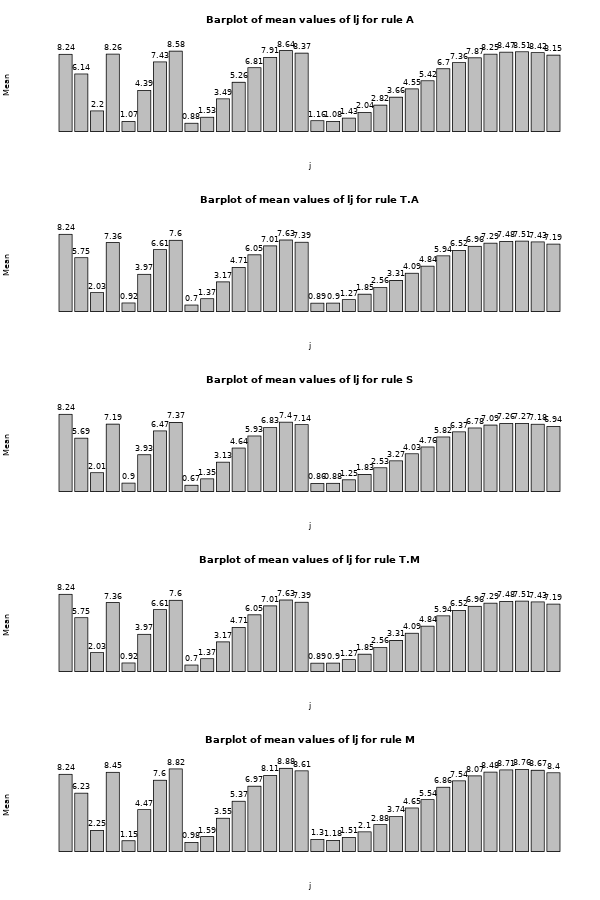 Barplot of mean values of lj for rule A
8.24 6.14 2.2 8.26 1.07 4.39 7.43 8.58 0.88 1.53 3.49 5.26 6.81 7.91 8.64 8.37 1.16 1.08 1.43 2.04 2.82 3.66 4.55 5.42 6.7 7.36 7.87 8.25 8.47 8.51 8.42 8.15
Mean
j
Barplot of mean values of lj for rule T.A
8.24 5.75 2.03 7.36 0.92 3.97 6.61 7.6 0.7 1.37 3.17 4.71 6.05 7.01 7.63 7.39 0.89 0.9 1.27 1.85 2.56 3.31 4.09 4.84 5.94 6.52 6.96 7.29 7.48 7.51 7.43 7.19
Mean
j
Barplot of mean values of lj for rule S
8.24 5.69 2.01 7.19 0.9 3.93 6.47 7.37 0.67 1.35 3.13 4.64 5.93 6.83 7.4 7.14 0.86 0.88 1.25 1.83 2.53 3.27 4.03 4.76 5.82 6.37 6.78 7.09 7.26 7.27 7.18 6.94
Mean
j
Barplot of mean values of lj for rule T.M
8.24 5.75 2.03 7.36 0.92 3.97 6.61 7.6 0.7 1.37 3.17 4.71 6.05 7.01 7.63 7.39 0.89 0.9 1.27 1.85 2.56 3.31 4.09 4.84 5.94 6.52 6.96 7.29 7.48 7.51 7.43 7.19
Mean
j
Barplot of mean values of lj for rule M
8.24 6.23 2.25 8.45 1.15 4.47 7.6 8.82 0.98 1.59 3.55 5.37 6.97 8.11 8.88 8.61 1.3 1.18 1.51 2.1 2.88 3.74 4.65 5.54 6.86 7.54 8.07 8.48 8.71 8.76 8.67 8.4
Mean
j